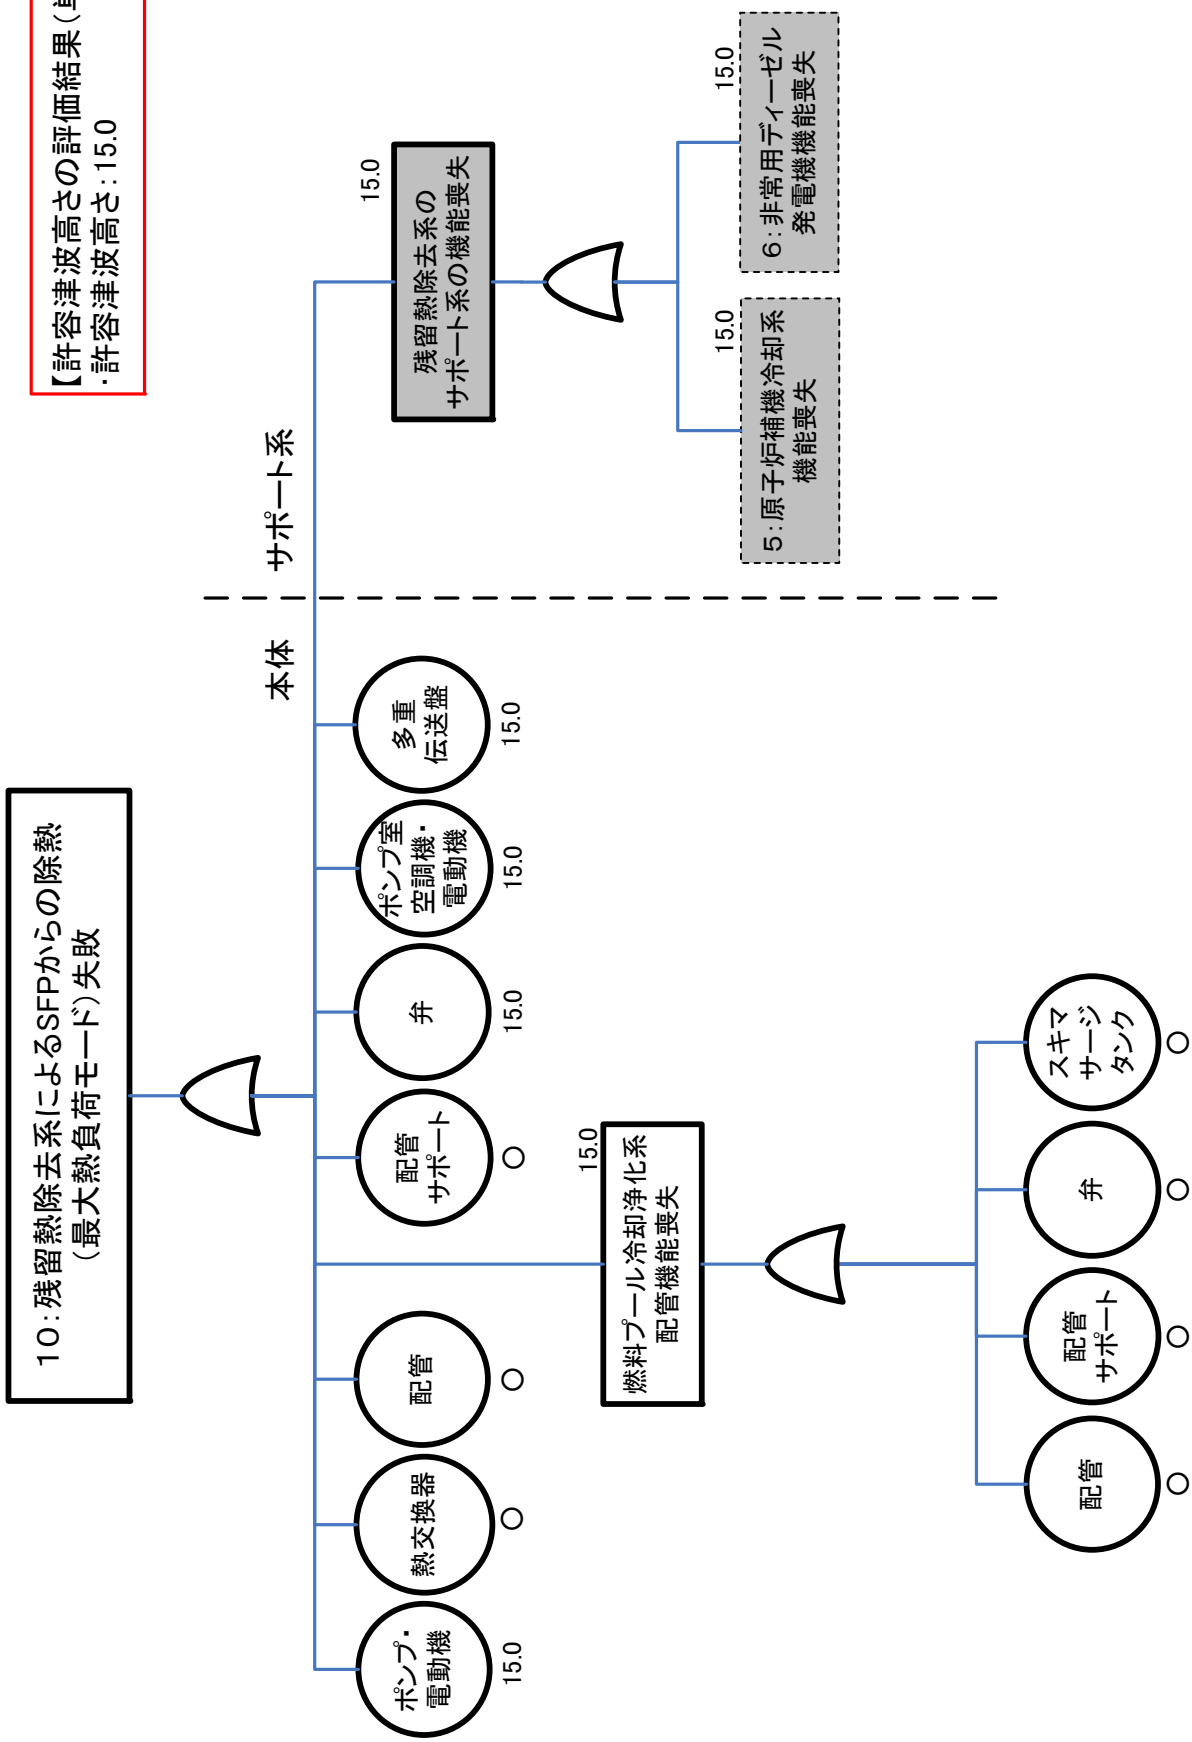 【許容津波高さの評価結果(
・許容津波高さ:15.0
10:残留熱除去系によるSFPからの除熱
(最大熱負荷モード)失敗
本体
サポート系
ポンプ・
電動機
15.0
熱交換器
○
配管
○
配管
サポート
○
弁
15.0
ポンプ室
空調機・
電動機
15.0
多重
伝送盤
15.0
15.0
残留熱除去系の
サポート系の機能喪失
15.0
5:原子炉補機冷却系
機能喪失
15.0
6:非常用ディーゼル
発電機機能喪失
15.0
燃料プール冷却浄化系
配管機能喪失
配管
○
配管
サポート
○
弁
○
スキマ
サージ
タンク
○